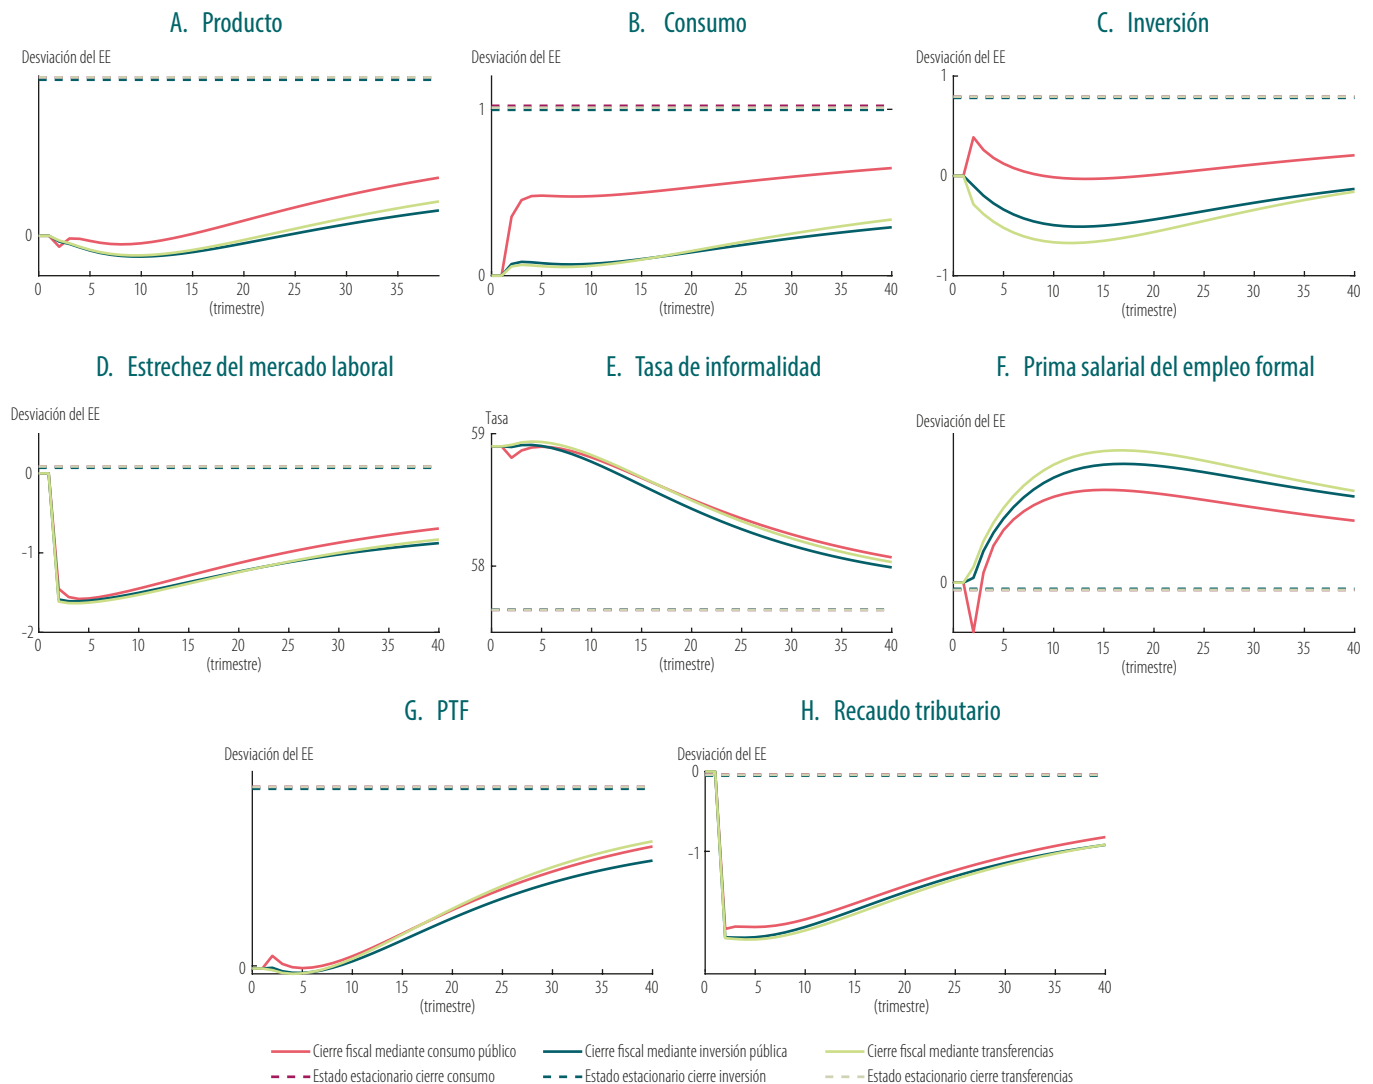 A. Producto
B. Consumo
C. Inversión
Desviación del EE
Desviación del EE
Desviación del EE
0
0 5 10 15 20 25 30 35
(trimestre)
1
0
0 5 10 15 20 25 30 35 40
(trimestre)
1
0
-1
0 5 10 15 20 25 30 35 40
(trimestre)
D. Estrechez del mercado laboral
E. Tasa de informalidad
F. Prima salarial del empleo formal
Desviación del EE
Tasa
Desviación del EE
0
-1
-2
0 5 10 15 20 25 30 35 40
(trimestre)
59
58
0 5 10 15 20 25 30 35 40
(trimestre)
0
0 5 10 15 20 25 30 35 40
(trimestre)
G. PTF
H. Recaudo tributario
Desviación del EE
Desviación del EE
0
0 5 10 15 20 25 30 35 40
(trimestre)
0
-1
0 5 10 15 20 25 30 35 40
(trimestre)
Cierre fiscal mediante consumo público
Cierre fiscal mediante inversión pública
Cierre fiscal mediante transferencias
Estado estacionario cierre consumo
Estado estacionario cierre inversión
Estado estacionario cierre transferencias